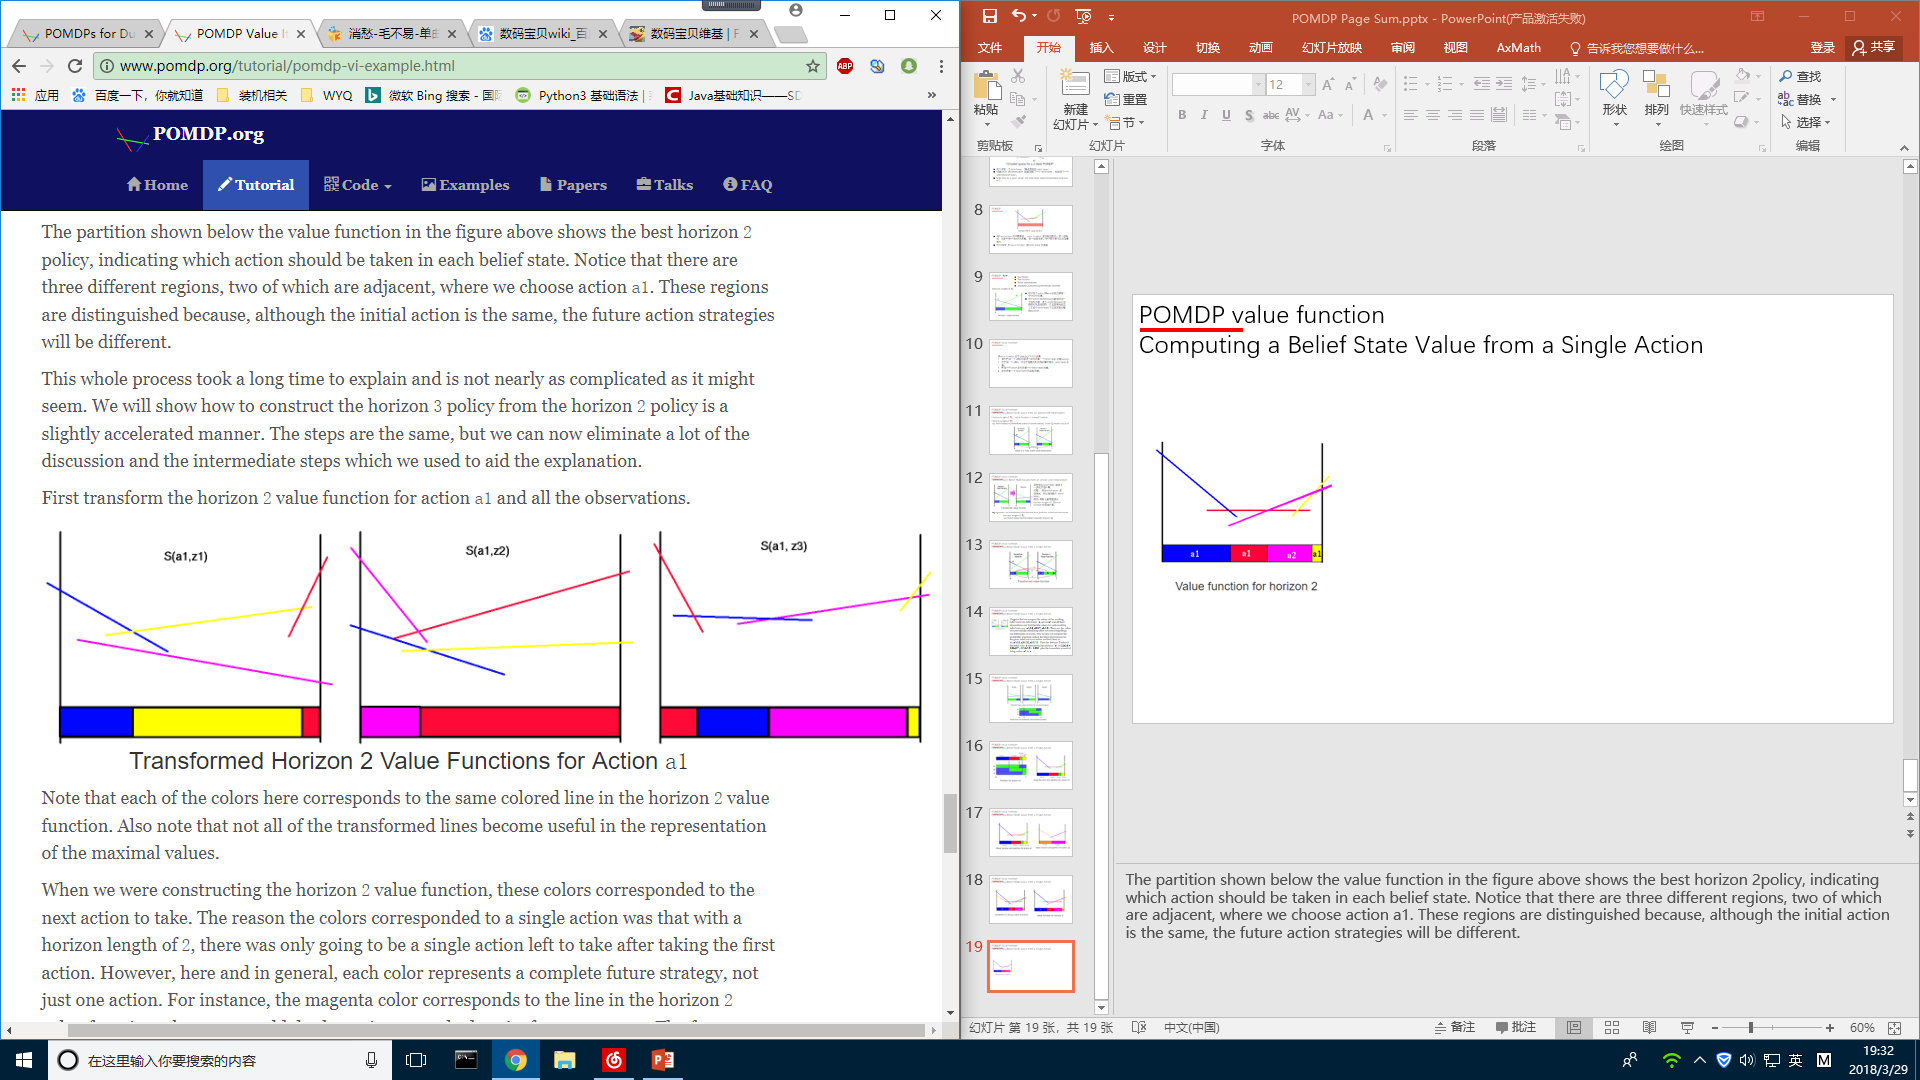 POMDPs for Du
POMDP Value It
消愁-毛不易-单曲
数码宝贝wiki_百
数码宝贝维基 | F
www.pomdp.org/tutorial/pomdp-vi-example.html
ABP
应用
百度一下，你就知道
装机相关
WYQ
微软 Bing 搜索 - 国
Python3 基础语法 |
Java基础知识——SD
»
POMDP.org
Home
Tutorial
Code
Examples
Papers
Talks
FAQ
The partition shown below the value function in the figure above shows the best horizon 2
policy, indicating which action should be taken in each belief state. Notice that there are
three different regions, two of which are adjacent, where we choose action a1. These regions
are distinguished because, although the initial action is the same, the future action strategies
will be different.
This whole process took a long time to explain and is not nearly as complicated as it might
seem. We will show how to construct the horizon 3 policy from the horizon 2 policy is a
slightly accelerated manner. The steps are the same, but we can now eliminate a lot of the
discussion and the intermediate steps which we used to aid the explanation.
First transform the horizon 2 value function for action a1 and all the observations.
S(a1,z1)
S(a1,z2)
S(a1, z3)
Transformed Horizon 2 Value Functions for Action a1
Note that each of the colors here corresponds to the same colored line in the horizon 2 value
function. Also note that not all of the transformed lines become useful in the representation
of the maximal values.
When we were constructing the horizon 2 value function, these colors corresponded to the
next action to take. The reason the colors corresponded to a single action was that with a
horizon length of 2, there was only going to be a single action left to take after taking the first
action. However, here and in general, each color represents a complete future strategy, not
just one action. For instance, the magenta color corresponds to the line in the horizon 2
POMDP Page Sum.pptx - PowerPoint(产品激活失败)
文件
开始
插入
设计
切换
动画
幻灯片放映
审阅
视图
AxMath
告诉我您想要做什么...
登录
共享
粘贴
剪贴板
新建
幻灯片
版式
重置
节
幻灯片
12
B
I
U
S
abc
AV
Aa
A
字体
段落
形状
排列
快速样式
绘图
查找
替换
选择
编辑
8
9
10
11
12
13
14
15
16
17
18
19
POMDP value function
Computing a Belief State Value from a Single Action
a1
a1
a2
a1
Value function for horizon 2
The partition shown below the value function in the figure above shows the best horizon 2policy, indicating
which action should be taken in each belief state. Notice that there are three different regions, two of which
are adjacent, where we choose action a1. These regions are distinguished because, although the initial action
is the same, the future action strategies will be different.
幻灯片 第 19 张，共 19 张
中文(中国)
备注
批注
60%
在这里输入你要搜索的内容
英
M
19:32
2018/3/29